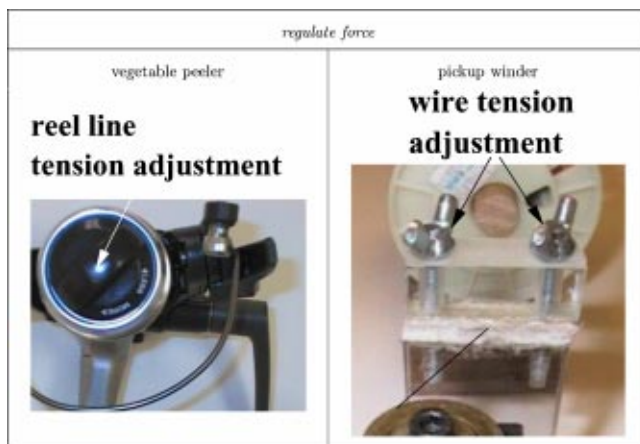 regulate force
vegetable peeler
reel line
tension adjustment
pickup winder
wire tension
adjustment